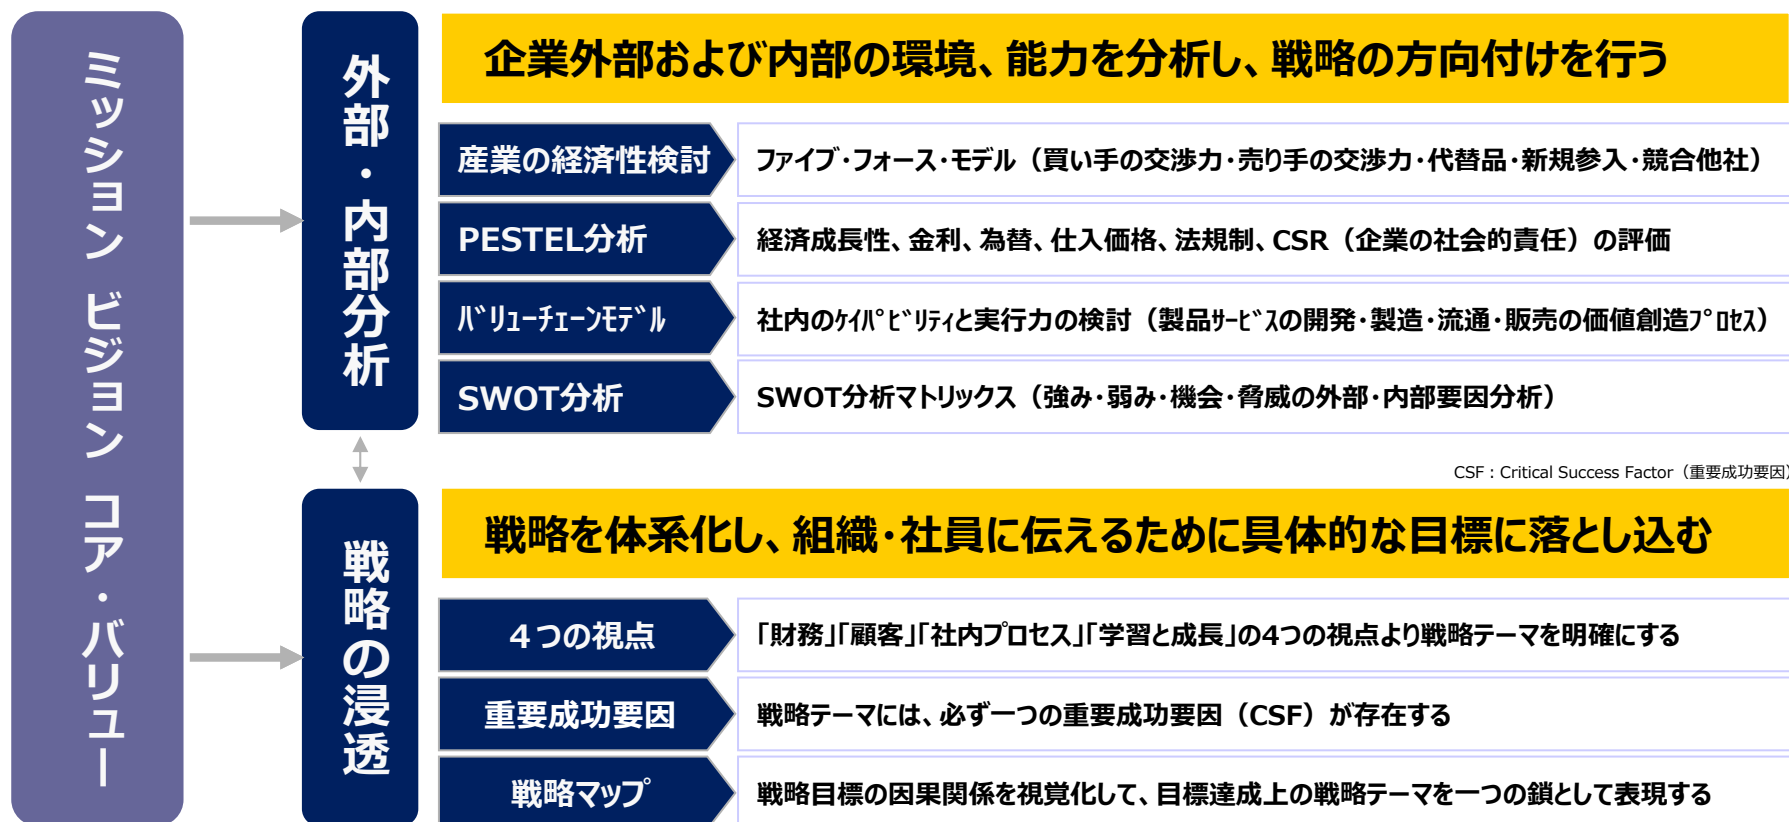 ミッション ビジョン コア・バリュー
外部・内部分析
企業外部および内部の環境、能力を分析し、戦略の方向付けを行う
産業の経済性検討
ファイブ・フォース・モデル（買い手の交渉力・売り手の交渉力・代替品・新規参入・競合他社）
PESTEL分析
経済成長性、金利、為替、仕入価格、法規制、CSR（企業の社会的責任）の評価
ﾊﾞﾘｭｰﾁｪｰﾝﾓﾃﾞﾙ
社内のｹｲﾊﾟﾋﾞﾘﾃｨと実行力の検討（製品ｻｰﾋﾞｽの開発・製造・流通・販売の価値創造ﾌﾟﾛｾｽ）
SWOT分析
SWOT分析マトリックス（強み・弱み・機会・脅威の外部・内部要因分析）
CSF：Critical Success Factor（重要成功要因）
戦略の浸透
戦略を体系化し、組織・社員に伝えるために具体的な目標に落とし込む
４つの視点
「財務」「顧客」「社内プロセス」「学習と成長」の4つの視点より戦略テーマを明確にする
重要成功要因
戦略テーマには、必ず一つの重要成功要因（CSF）が存在する
戦略マップ
戦略目標の因果関係を視覚化して、目標達成上の戦略テーマを一つの鎖として表現する